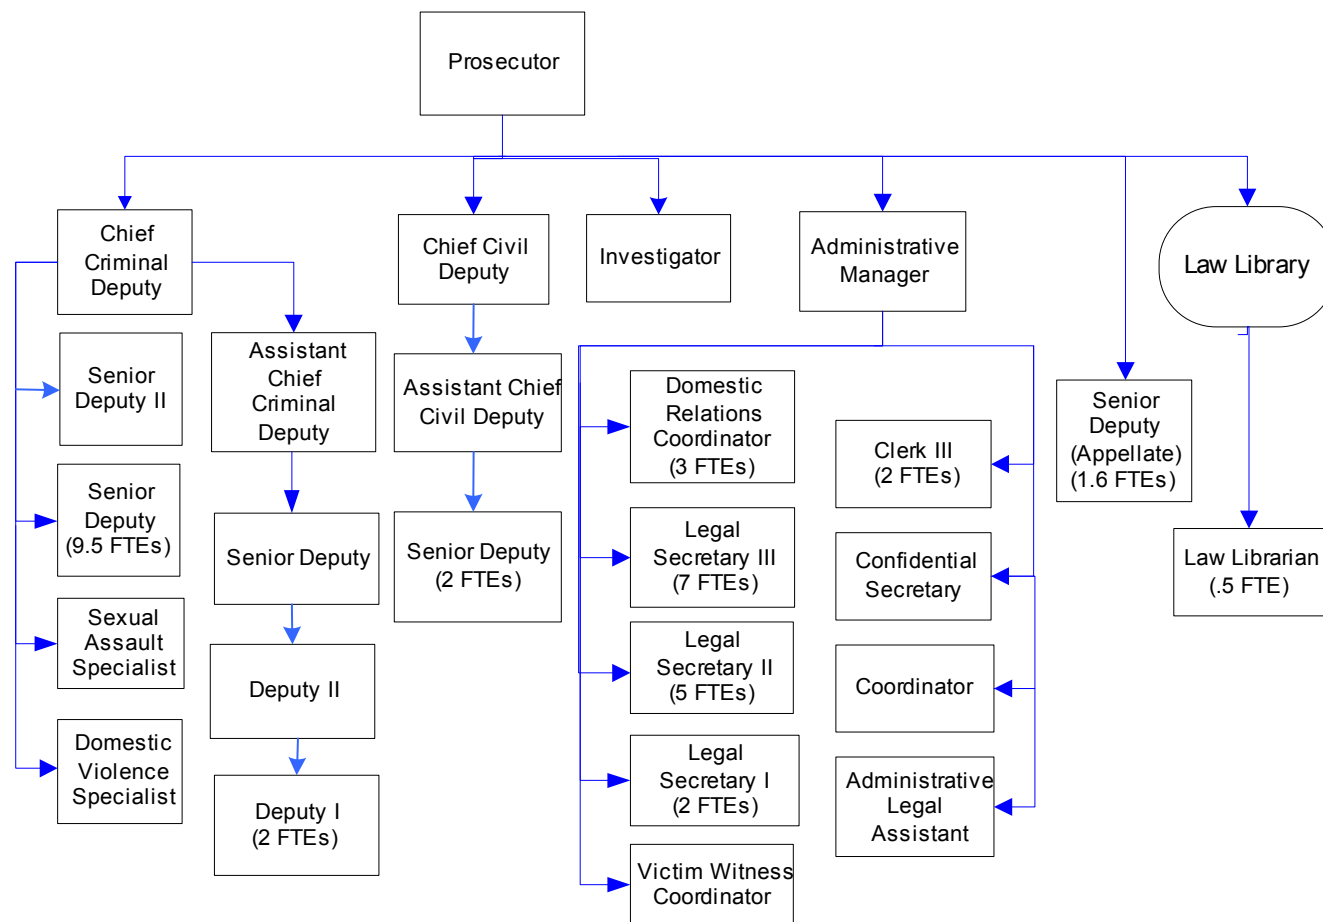 Prosecutor
Chief
Criminal
Deputy
Chief Civil
Deputy
Investigator
Administrative
Manager
Law Library
Senior
Deputy II
Assistant
Chief
Criminal
Deputy
Assistant Chief
Civil Deputy
Domestic
Relations
Coordinator
(3 FTEs)
Clerk III
(2 FTEs)
Senior
Deputy
(Appellate)
(1.6 FTEs)
Senior
Deputy
(9.5 FTEs)
Senior Deputy
Senior Deputy
(2 FTEs)
Legal
Secretary III
(7 FTEs)
Confidential
Secretary
Law Librarian
(.5 FTE)
Sexual
Assault
Specialist
Deputy II
Legal
Secretary II
(5 FTEs)
Coordinator
Domestic
Violence
Specialist
Deputy I
(2 FTEs)
Legal
Secretary I
(2 FTEs)
Administrative
Legal
Assistant
Victim Witness
Coordinator